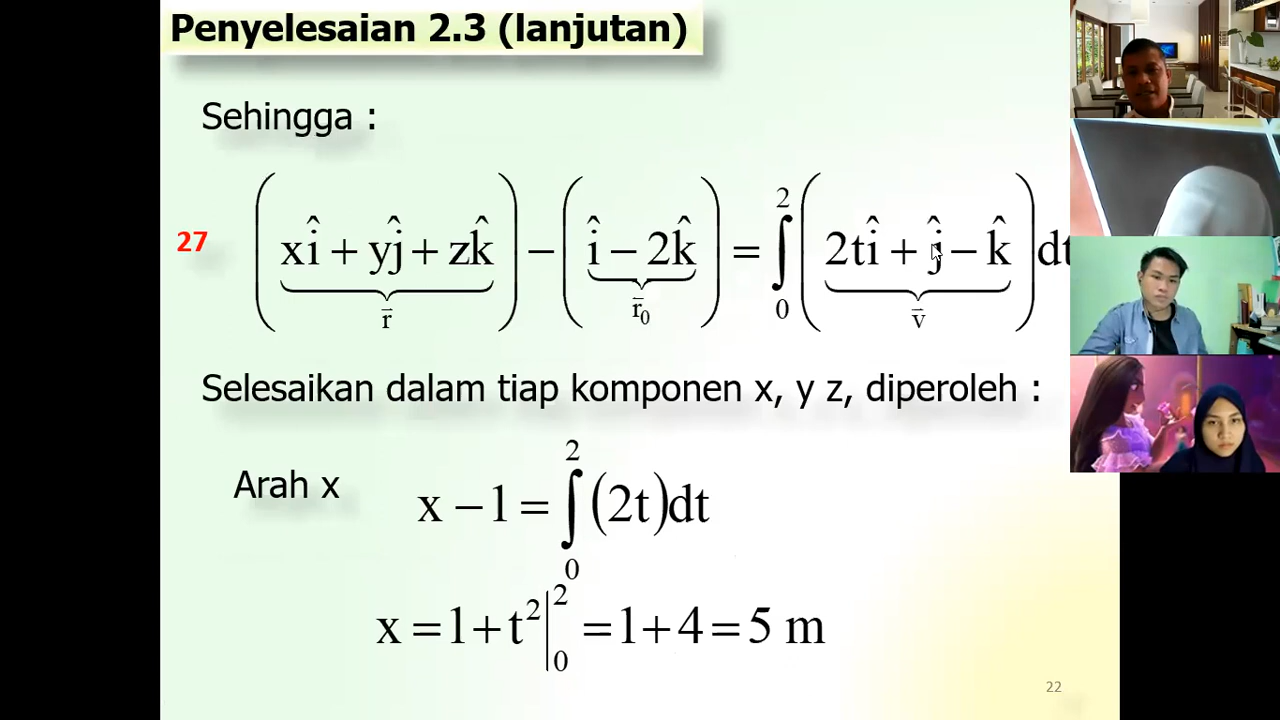 Penyelesaian 2.3 (lanjutan)
Sehingga :
27 (xî + yĵ + zk̂) − (î − 2k̂) = ∫₀² (2tî + ĵ − k̂) dt
r̄ r̄₀ v̄
Selesaikan dalam tiap komponen x, y z, diperoleh :
Arah x x − 1 = ∫₀² (2t)dt
x = 1 + t²|₀² = 1 + 4 = 5 m
22